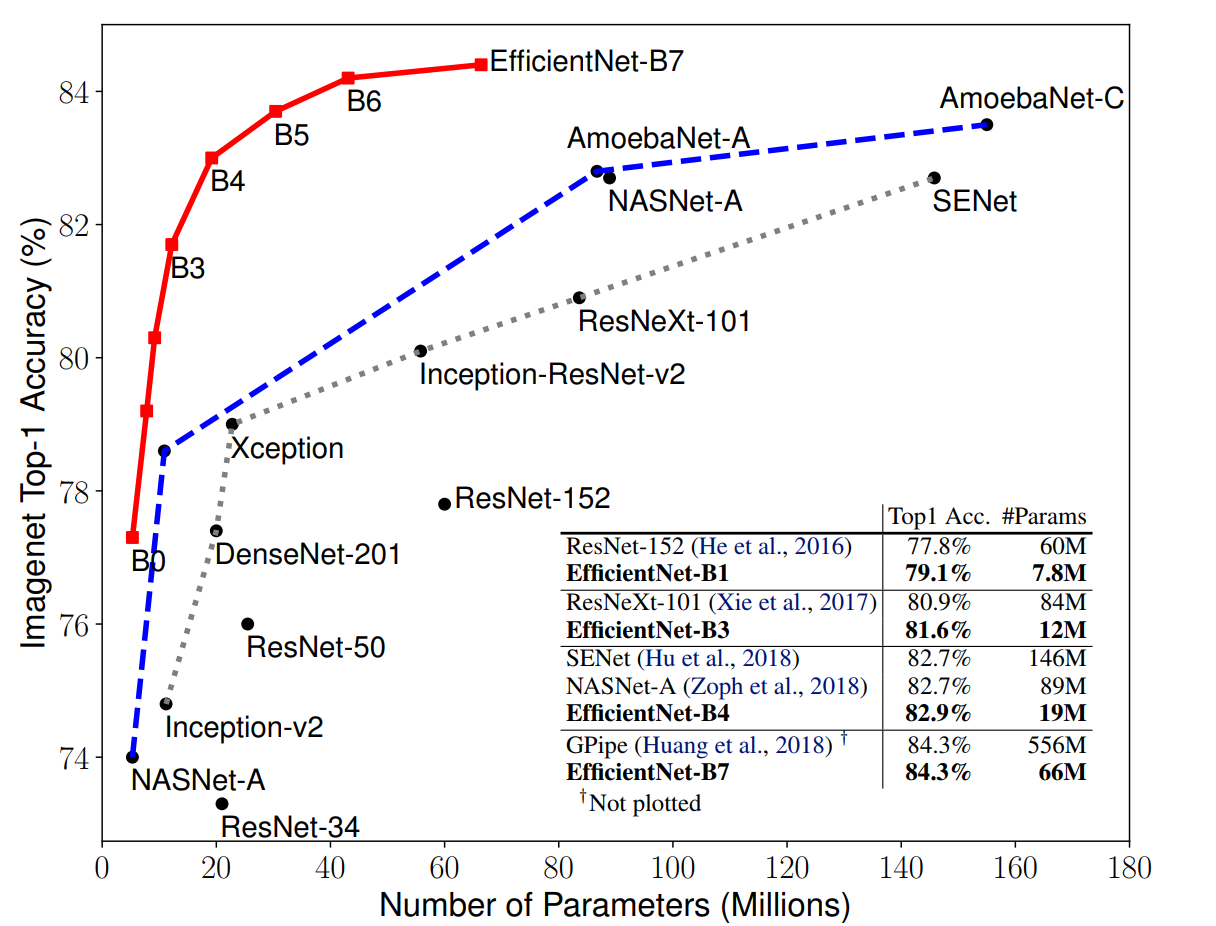 EfficientNet-B7
84
B6
AmoebaNet-C
B5
AmoebaNet-A
B4
NASNet-A
SENet
82
B3
ResNeXt-101
80
Inception-ResNet-v2
Xception
78
ResNet-152
DenseNet-201
B0
76
ResNet-50
Inception-v2
74
NASNet-A
ResNet-34
Imagenet Top-1 Accuracy (%)
0 20 40 60 80 100 120 140 160 180
Number of Parameters (Millions)
Top1 Acc. #Params
ResNet-152 (He et al., 2016) 77.8% 60M
EfficientNet-B1 79.1% 7.8M
ResNeXt-101 (Xie et al., 2017) 80.9% 84M
EfficientNet-B3 81.6% 12M
SENet (Hu et al., 2018) 82.7% 146M
NASNet-A (Zoph et al., 2018) 82.7% 89M
EfficientNet-B4 82.9% 19M
GPipe (Huang et al., 2018) † 84.3% 556M
EfficientNet-B7 84.3% 66M
†Not plotted